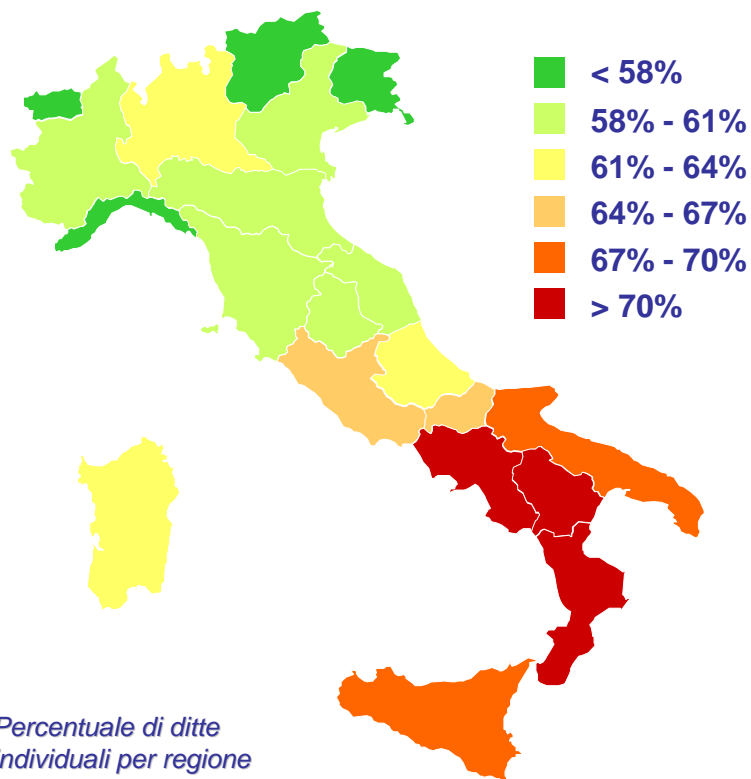 < 58%
58% - 61%
61% - 64%
64% - 67%
67% - 70%
> 70%
Percentuale di ditte
individuali per regione